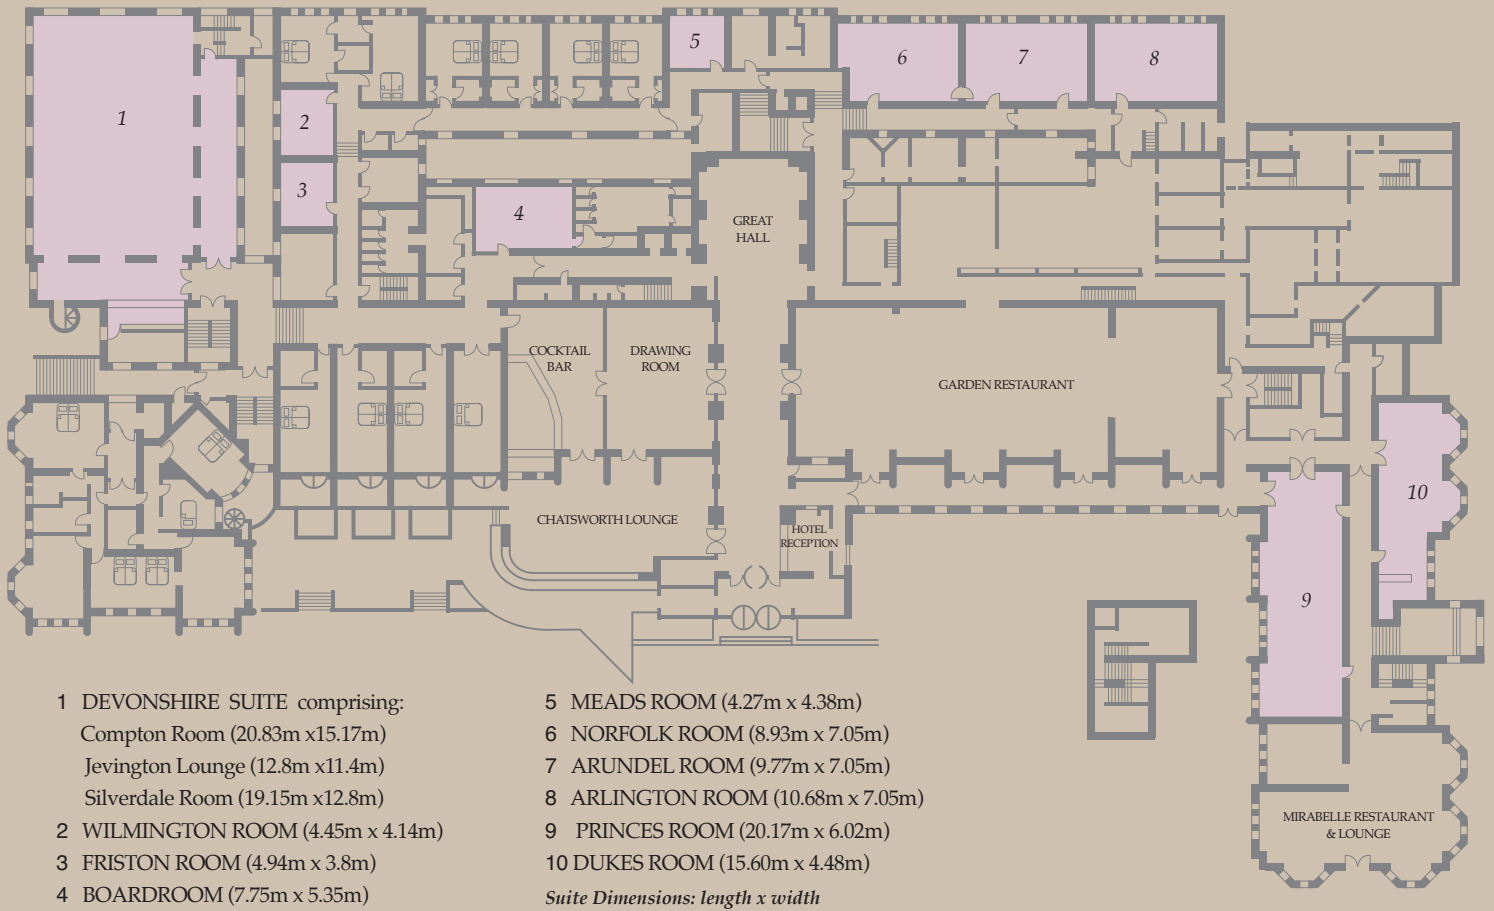 5
6
7
8
1
2
3
4
GREAT
HALL
COCKTAIL
BAR
DRAWING
ROOM
GARDEN RESTAURANT
10
CHATSWORTH LOUNGE
HOTEL
RECEPTION
9
MIRABELLE RESTAURANT
& LOUNGE
1 DEVONSHIRE SUITE comprising:
Compton Room (20.83m x15.17m)
Jevington Lounge (12.8m x11.4m)
Silverdale Room (19.15m x12.8m)
2 WILMINGTON ROOM (4.45m x 4.14m)
3 FRISTON ROOM (4.94m x 3.8m)
4 BOARDROOM (7.75m x 5.35m)
5 MEADS ROOM (4.27m x 4.38m)
6 NORFOLK ROOM (8.93m x 7.05m)
7 ARUNDEL ROOM (9.77m x 7.05m)
8 ARLINGTON ROOM (10.68m x 7.05m)
9 PRINCES ROOM (20.17m x 6.02m)
10 DUKES ROOM (15.60m x 4.48m)
Suite Dimensions: length x width